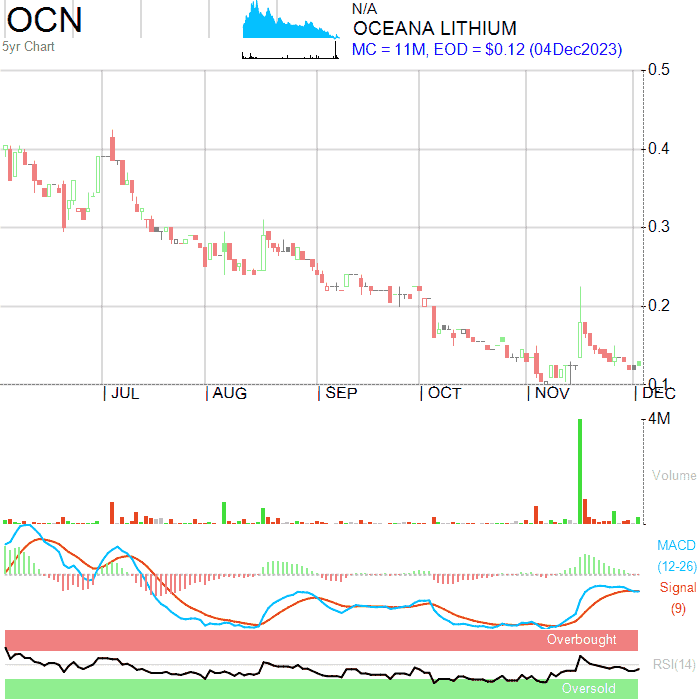 OCN
N/A
OCEANA LITHIUM
5yr Chart
MC = 11M, EOD = $0.12 (04Dec2023)
0.5
0.4
0.3
0.2
0.1
JUL AUG SEP OCT NOV DEC
4M
Volume
MACD
(12-26)
Signal
(9)
Overbought
RSI(14)
Oversold